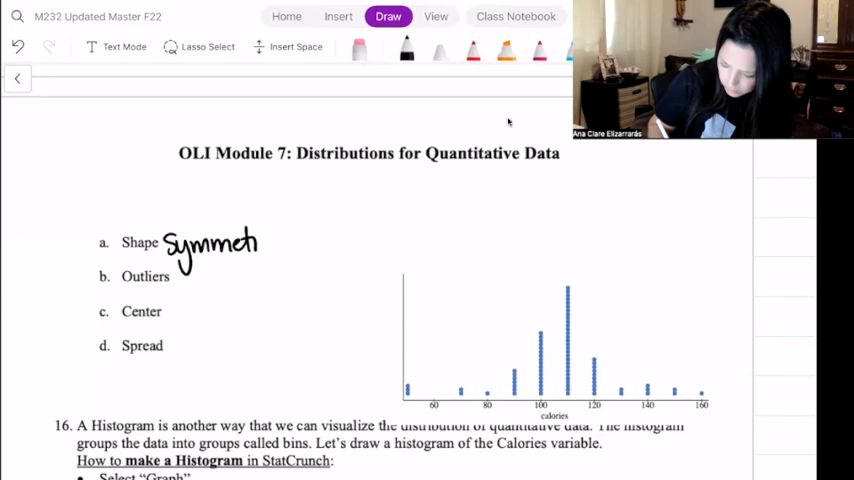 M232 Updated Master F22
Home Insert Draw View Class Notebook
Text Mode Lasso Select Insert Space
Ana Clare Elizarrarás
OLI Module 7: Distributions for Quantitative Data
a. Shape Symmetr
b. Outliers
c. Center
d. Spread
60 80 100 120 140 160
calories
16. A Histogram is another way that we can visualize the distribution of quantitative data. The histogram
groups the data into groups called bins. Let's draw a histogram of the Calories variable.
How to make a Histogram in StatCrunch:
• Select "Graph"